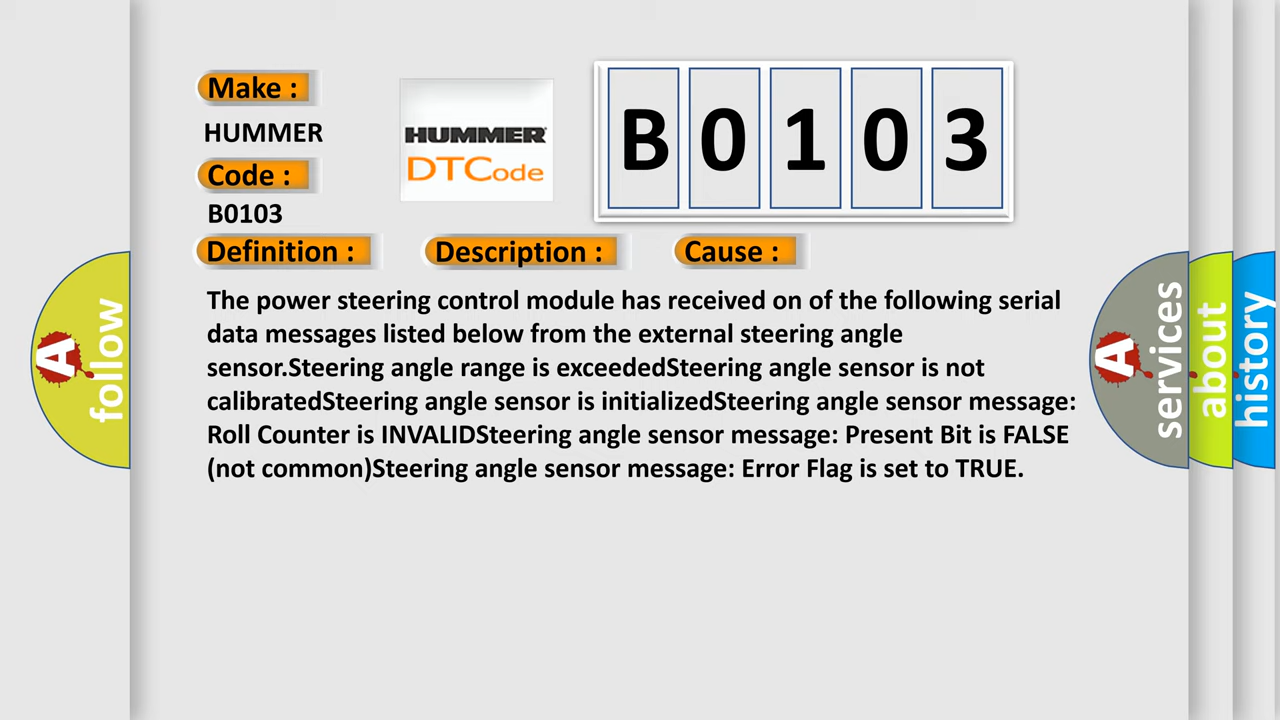 Make :
HUMMER
Code :
B0103
HUMMER
DTCode
B 0 1 0 3
Definition :
Description :
Cause :
The power steering control module has received on of the following serial
data messages listed below from the external steering angle
sensor.Steering angle range is exceededSteering angle sensor is not
calibratedSteering angle sensor is initializedSteering angle sensor message:
Roll Counter is INVALIDSteering angle sensor message: Present Bit is FALSE
(not common)Steering angle sensor message: Error Flag is set to TRUE.
A follow
A services
about
history